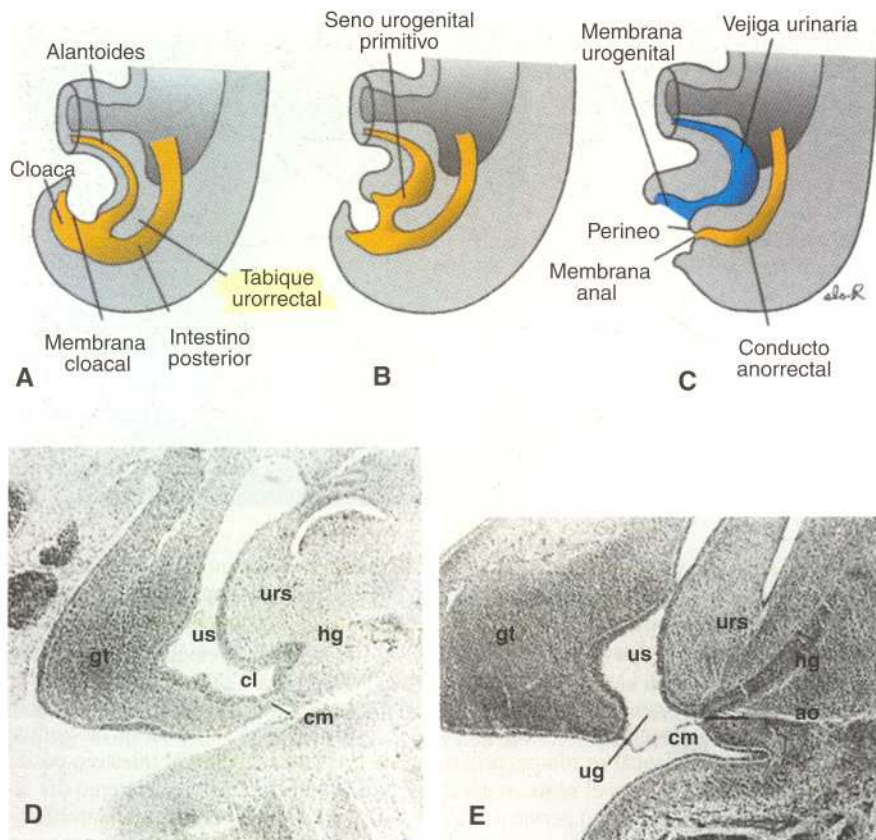 Alantoides
Cloaca
Tabique
urorrectal
Membrana
cloacal
Intestino
posterior
A
Seno urogenital
primitivo
B
Membrana
urogenital
Vejiga urinaria
Perineo
Membrana
anal
Conducto
anorrectal
C
gt
us
urs
hg
cl
cm
D
gt
us
urs
hg
ao
cm
ug
E